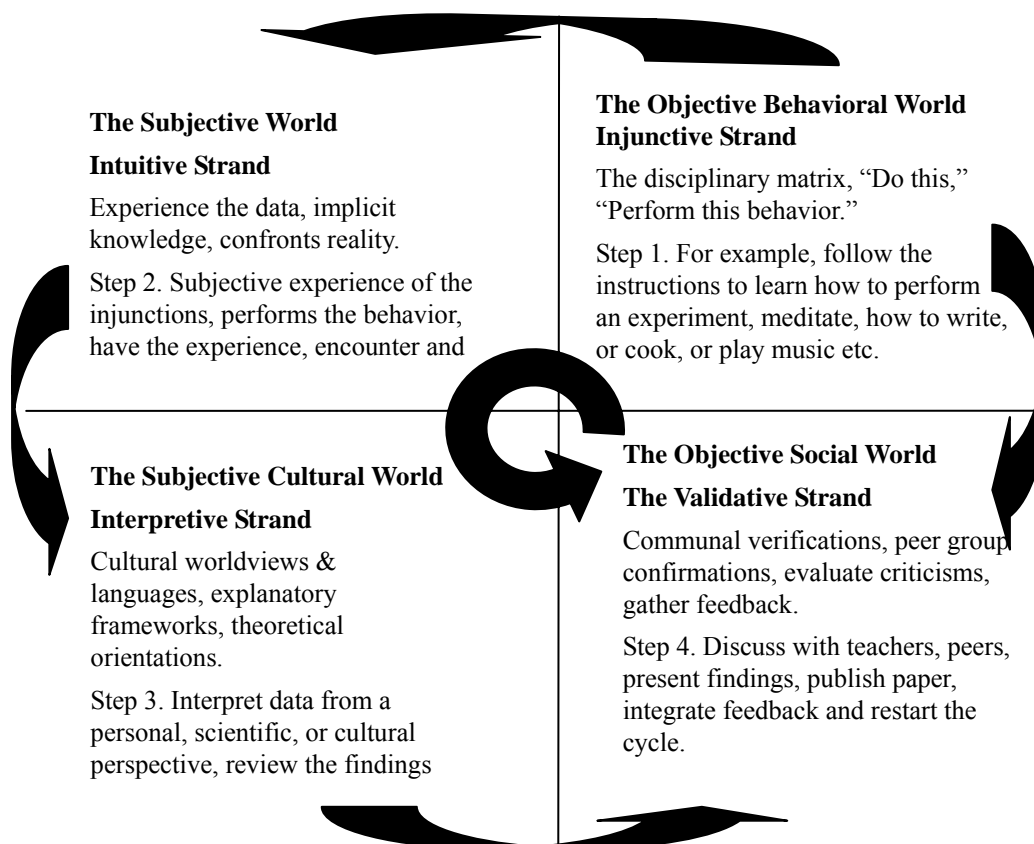 The Subjective World
Intuitive Strand
Experience the data, implicit
knowledge, confronts reality.
Step 2. Subjective experience of the
injunctions, performs the behavior,
have the experience, encounter and
The Objective Behavioral World
Injunctive Strand
The disciplinary matrix, “Do this,”
“Perform this behavior.”
Step 1. For example, follow the
instructions to learn how to perform
an experiment, meditate, how to write,
or cook, or play music etc.
The Subjective Cultural World
Interpretive Strand
Cultural worldviews &
languages, explanatory
frameworks, theoretical
orientations.
Step 3. Interpret data from a
personal, scientific, or cultural
perspective, review the findings
The Objective Social World
The Validative Strand
Communal verifications, peer group
confirmations, evaluate criticisms,
gather feedback.
Step 4. Discuss with teachers, peers,
present findings, publish paper,
integrate feedback and restart the
cycle.